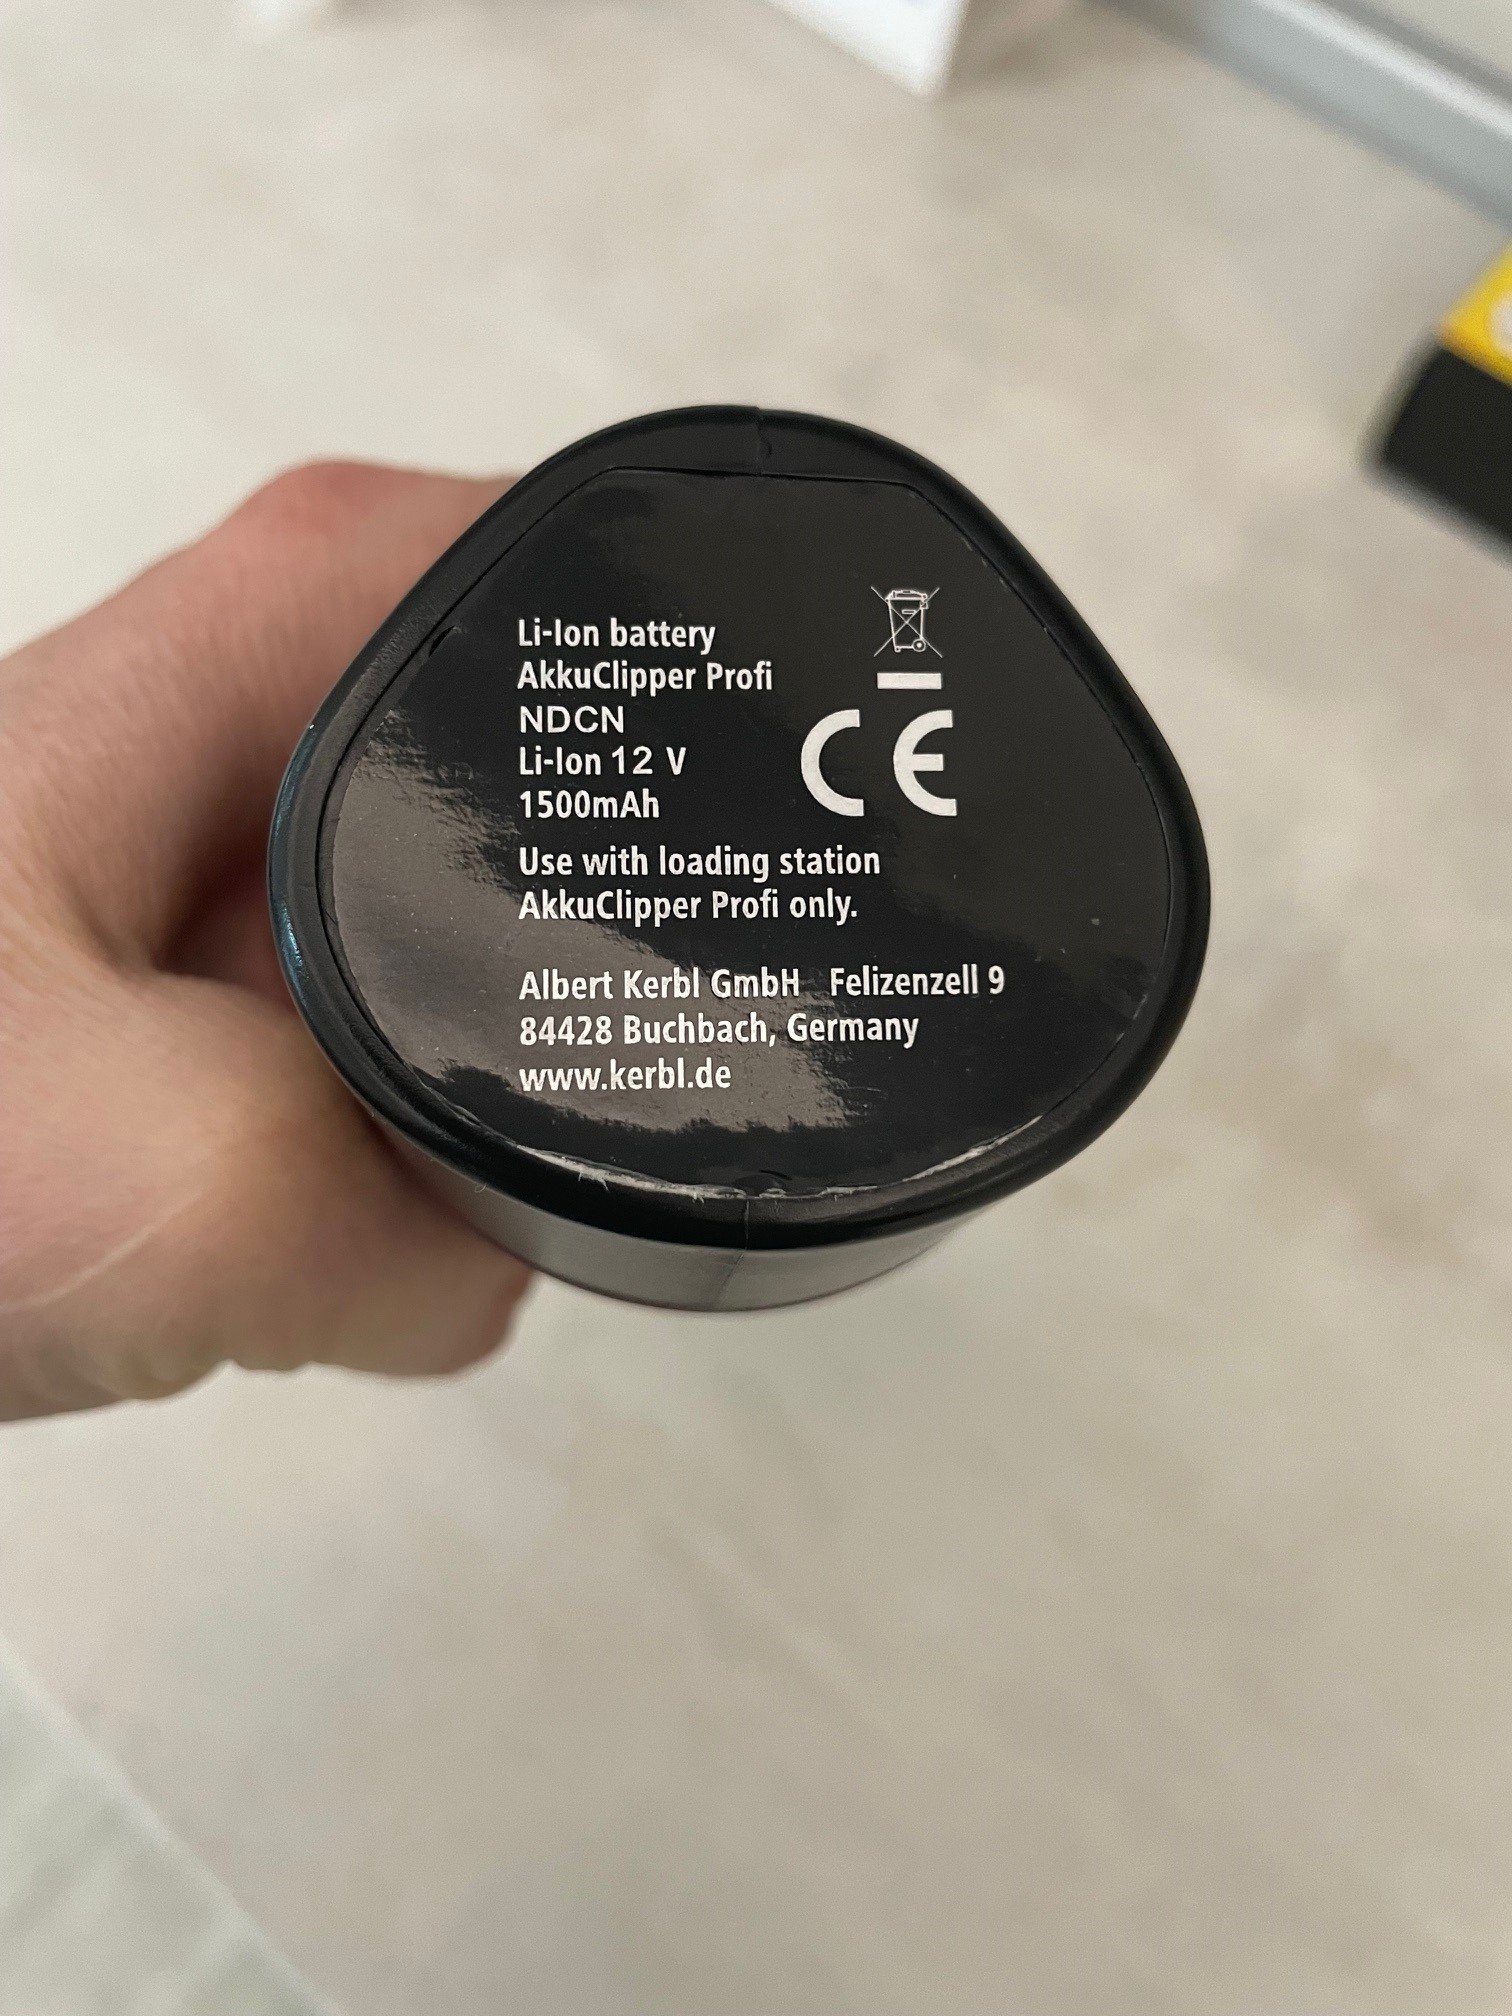 Li-Ion battery
AkkuClipper Profi
NDCN
Li-Ion 12 V
1500mAh
CE
Use with loading station
AkkuClipper Profi only.
Albert Kerbl GmbH Felizenzell 9
84428 Buchbach, Germany
www.kerbl.de